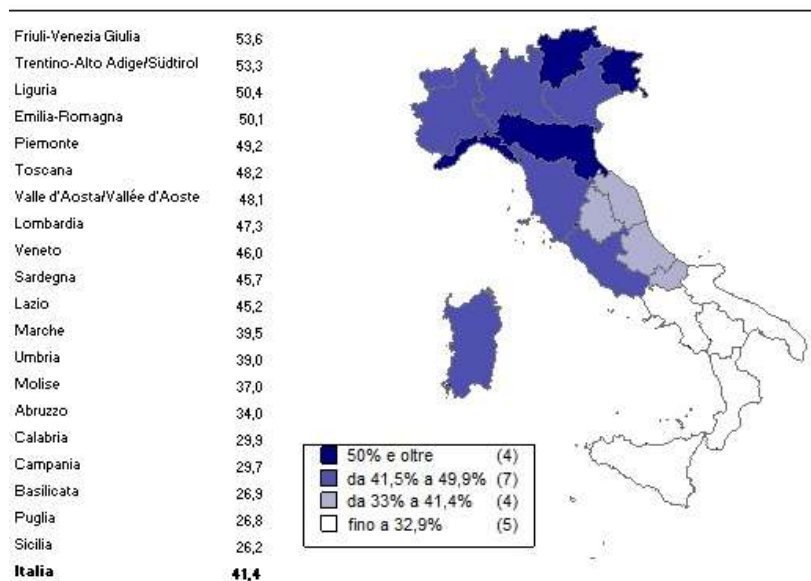 Friuli-Venezia Giulia 53,6
Trentino-Alto Adige/Südtirol 53,3
Liguria 50,4
Emilia-Romagna 50,1
Piemonte 49,2
Toscana 48,2
Valle d'Aosta/Vallée d'Aoste 48,1
Lombardia 47,3
Veneto 46,0
Sardegna 45,7
Lazio 45,2
Marche 39,5
Umbria 39,0
Molise 37,0
Abruzzo 34,0
Calabria 29,9
Campania 29,7
Basilicata 26,9
Puglia 26,8
Sicilia 26,2
Italia 41,4
50% e oltre (4)
da 41,5% a 49,9% (7)
da 33% a 41,4% (4)
fino a 32,9% (5)